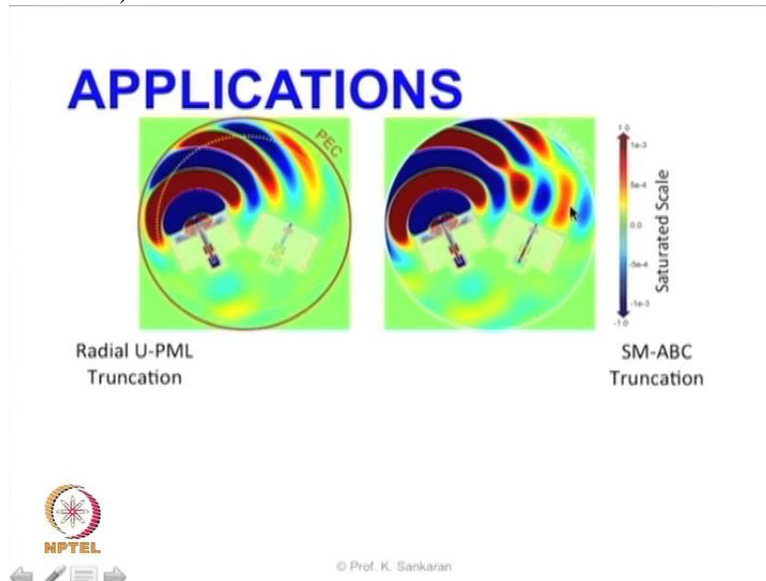 APPLICATIONS
PEC
SM-ABC
1.0
1e-3
5e-4
0.0
-5e-4
-1e-3
-1.0
Saturated Scale
Radial U-PML
Truncation
SM-ABC
Truncation
NPTEL
© Prof. K. Sankaran